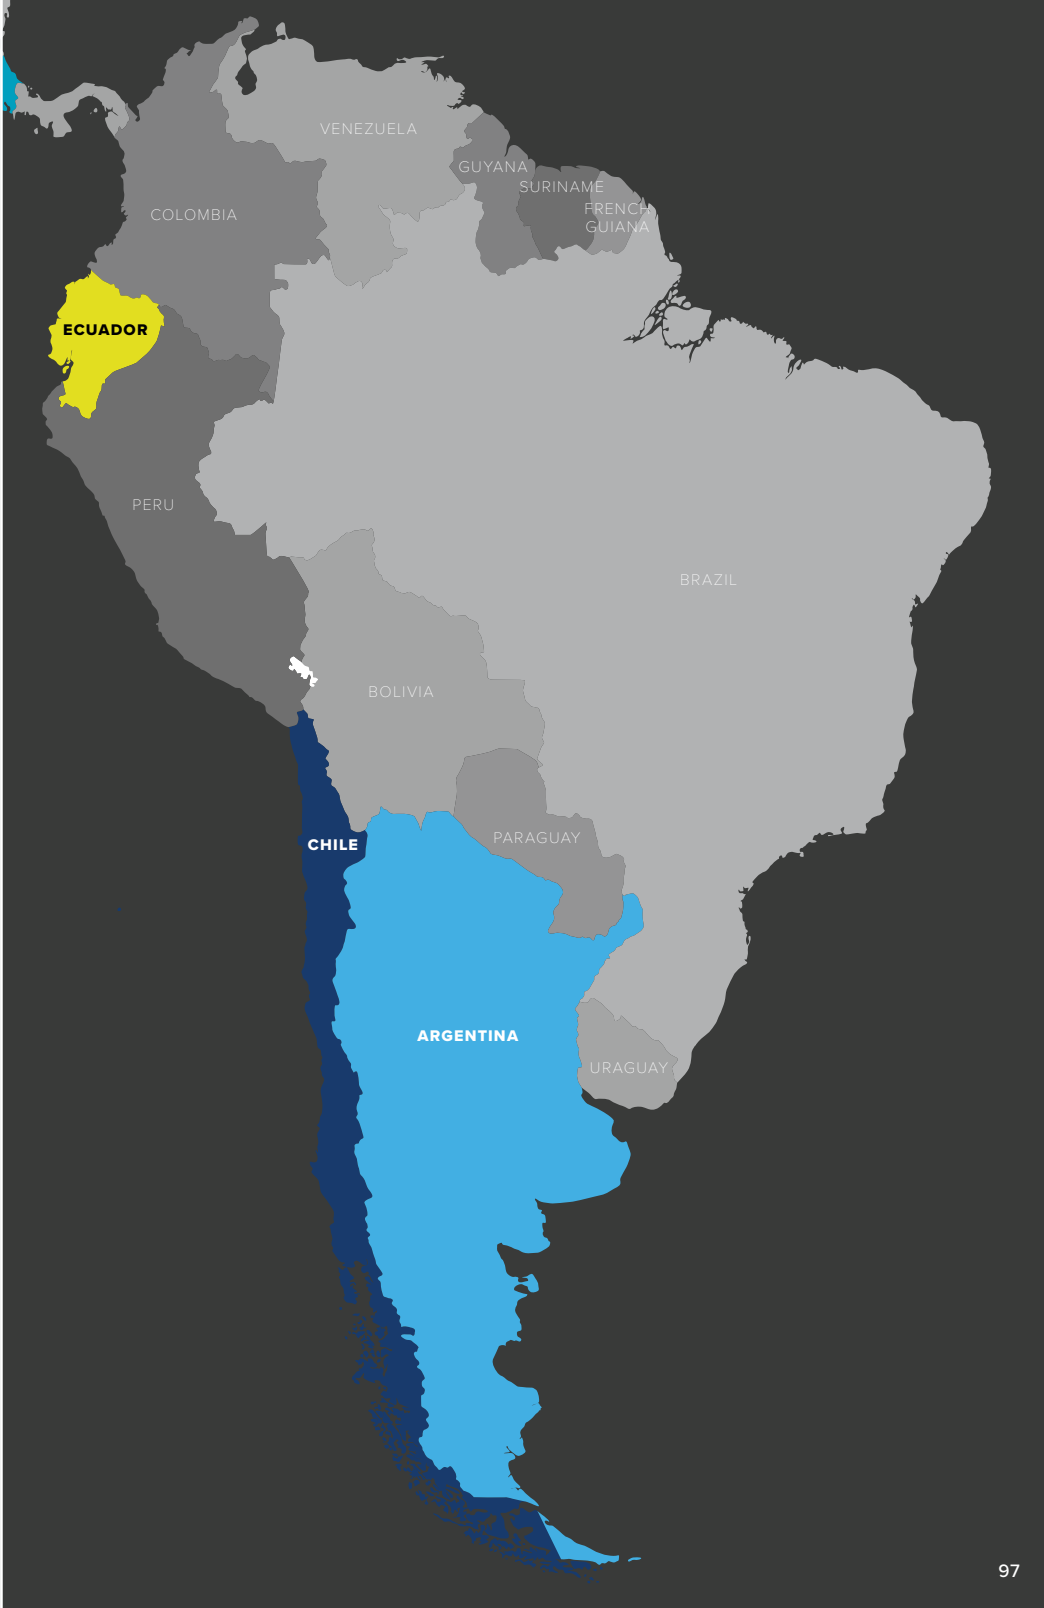 VENEZUELA
GUYANA
SURINAME
FRENCH
GUIANA
COLOMBIA
ECUADOR
PERU
BRAZIL
BOLIVIA
PARAGUAY
CHILE
ARGENTINA
URAGUAY
97